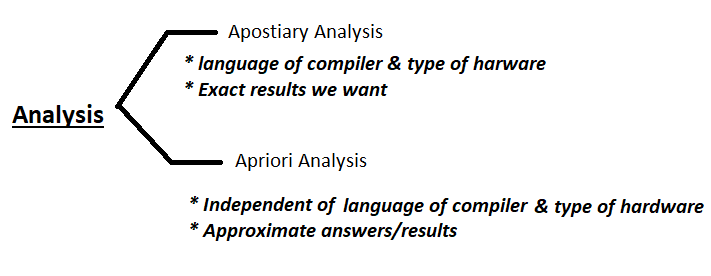 Analysis
Apostiary Analysis
* language of compiler & type of harware
* Exact results we want
Apriori Analysis
* Independent of language of compiler & type of hardware
* Approximate answers/results